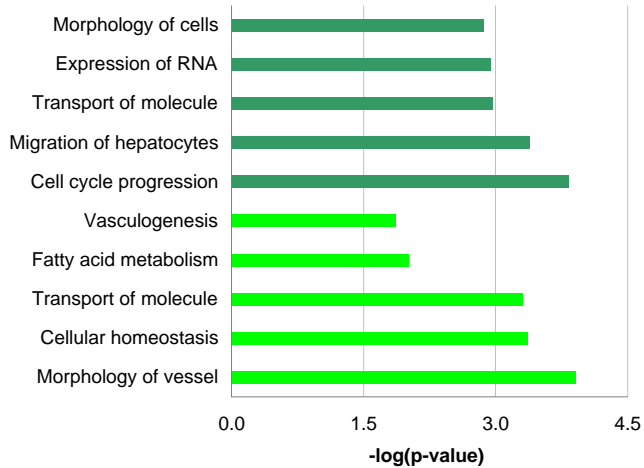 Morphology of cells
Expression of RNA
Transport of molecule
Migration of hepatocytes
Cell cycle progression
Vasculogenesis
Fatty acid metabolism
Transport of molecule
Cellular homeostasis
Morphology of vessel
0.0 1.5 3.0 4.5
-log(p-value)